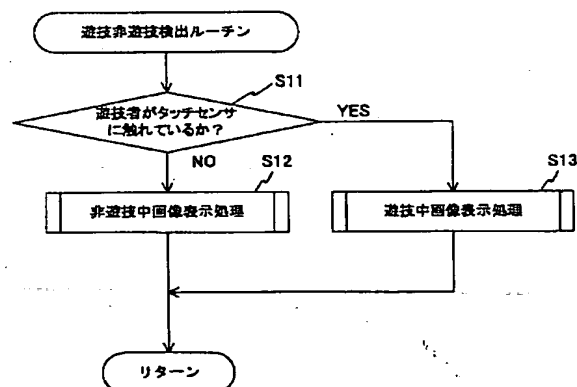 遊技非遊技検出ルーチン
S11
遊技者がタッチセンサ
に触れているか？
YES
NO
S12
S13
非遊技中画像表示処理
遊技中画像表示処理
リターン